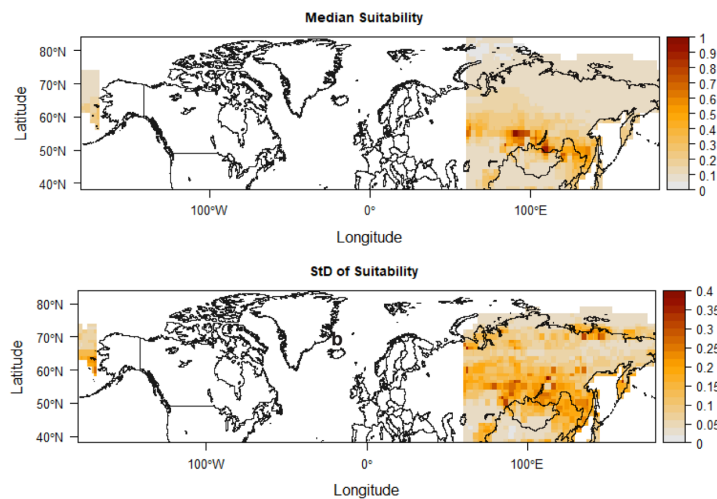 Median Suitability
80°N
70°N
60°N
50°N
40°N
Latitude
100°W 0° 100°E
Longitude
1
0.9
0.8
0.7
0.6
0.5
0.4
0.3
0.2
0.1
0
StD of Suitability
80°N
70°N
60°N
50°N
40°N
Latitude
b
100°W 0° 100°E
Longitude
0.4
0.35
0.3
0.25
0.2
0.15
0.1
0.05
0